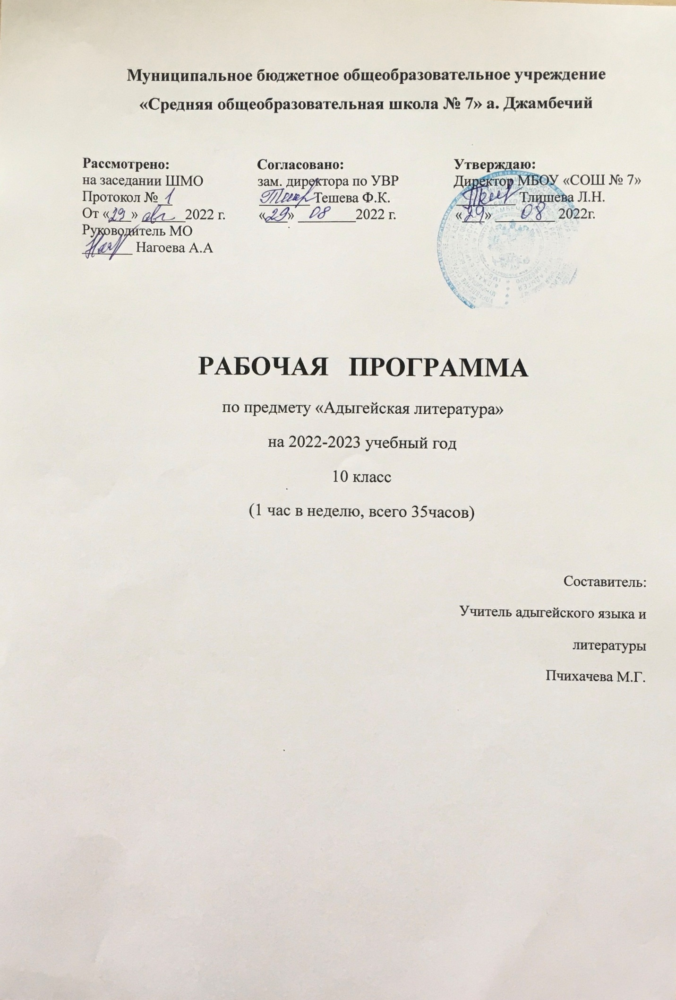 Муниципальное бюджетное общеобразовательное учреждение
«Средняя общеобразовательная школа № 7» а. Джамбечий
Рассмотрено:
на заседании ШМО
Протокол № 1
От «29» авг 2022 г.
Руководитель МО
Нагоева А.А
Согласовано:
зам. директора по УВР
Тешева Ф.К.
«29» 08 2022 г.
Утверждаю:
Директор МБОУ «СОШ № 7»
Тлишева Л.Н.
«29» 08 2022г.
РАБОЧАЯ ПРОГРАММА
по предмету «Адыгейская литература»
на 2022-2023 учебный год
10 класс
(1 час в неделю, всего 35часов)
Составитель:
Учитель адыгейского языка и
литературы
Пчихачева М.Г.